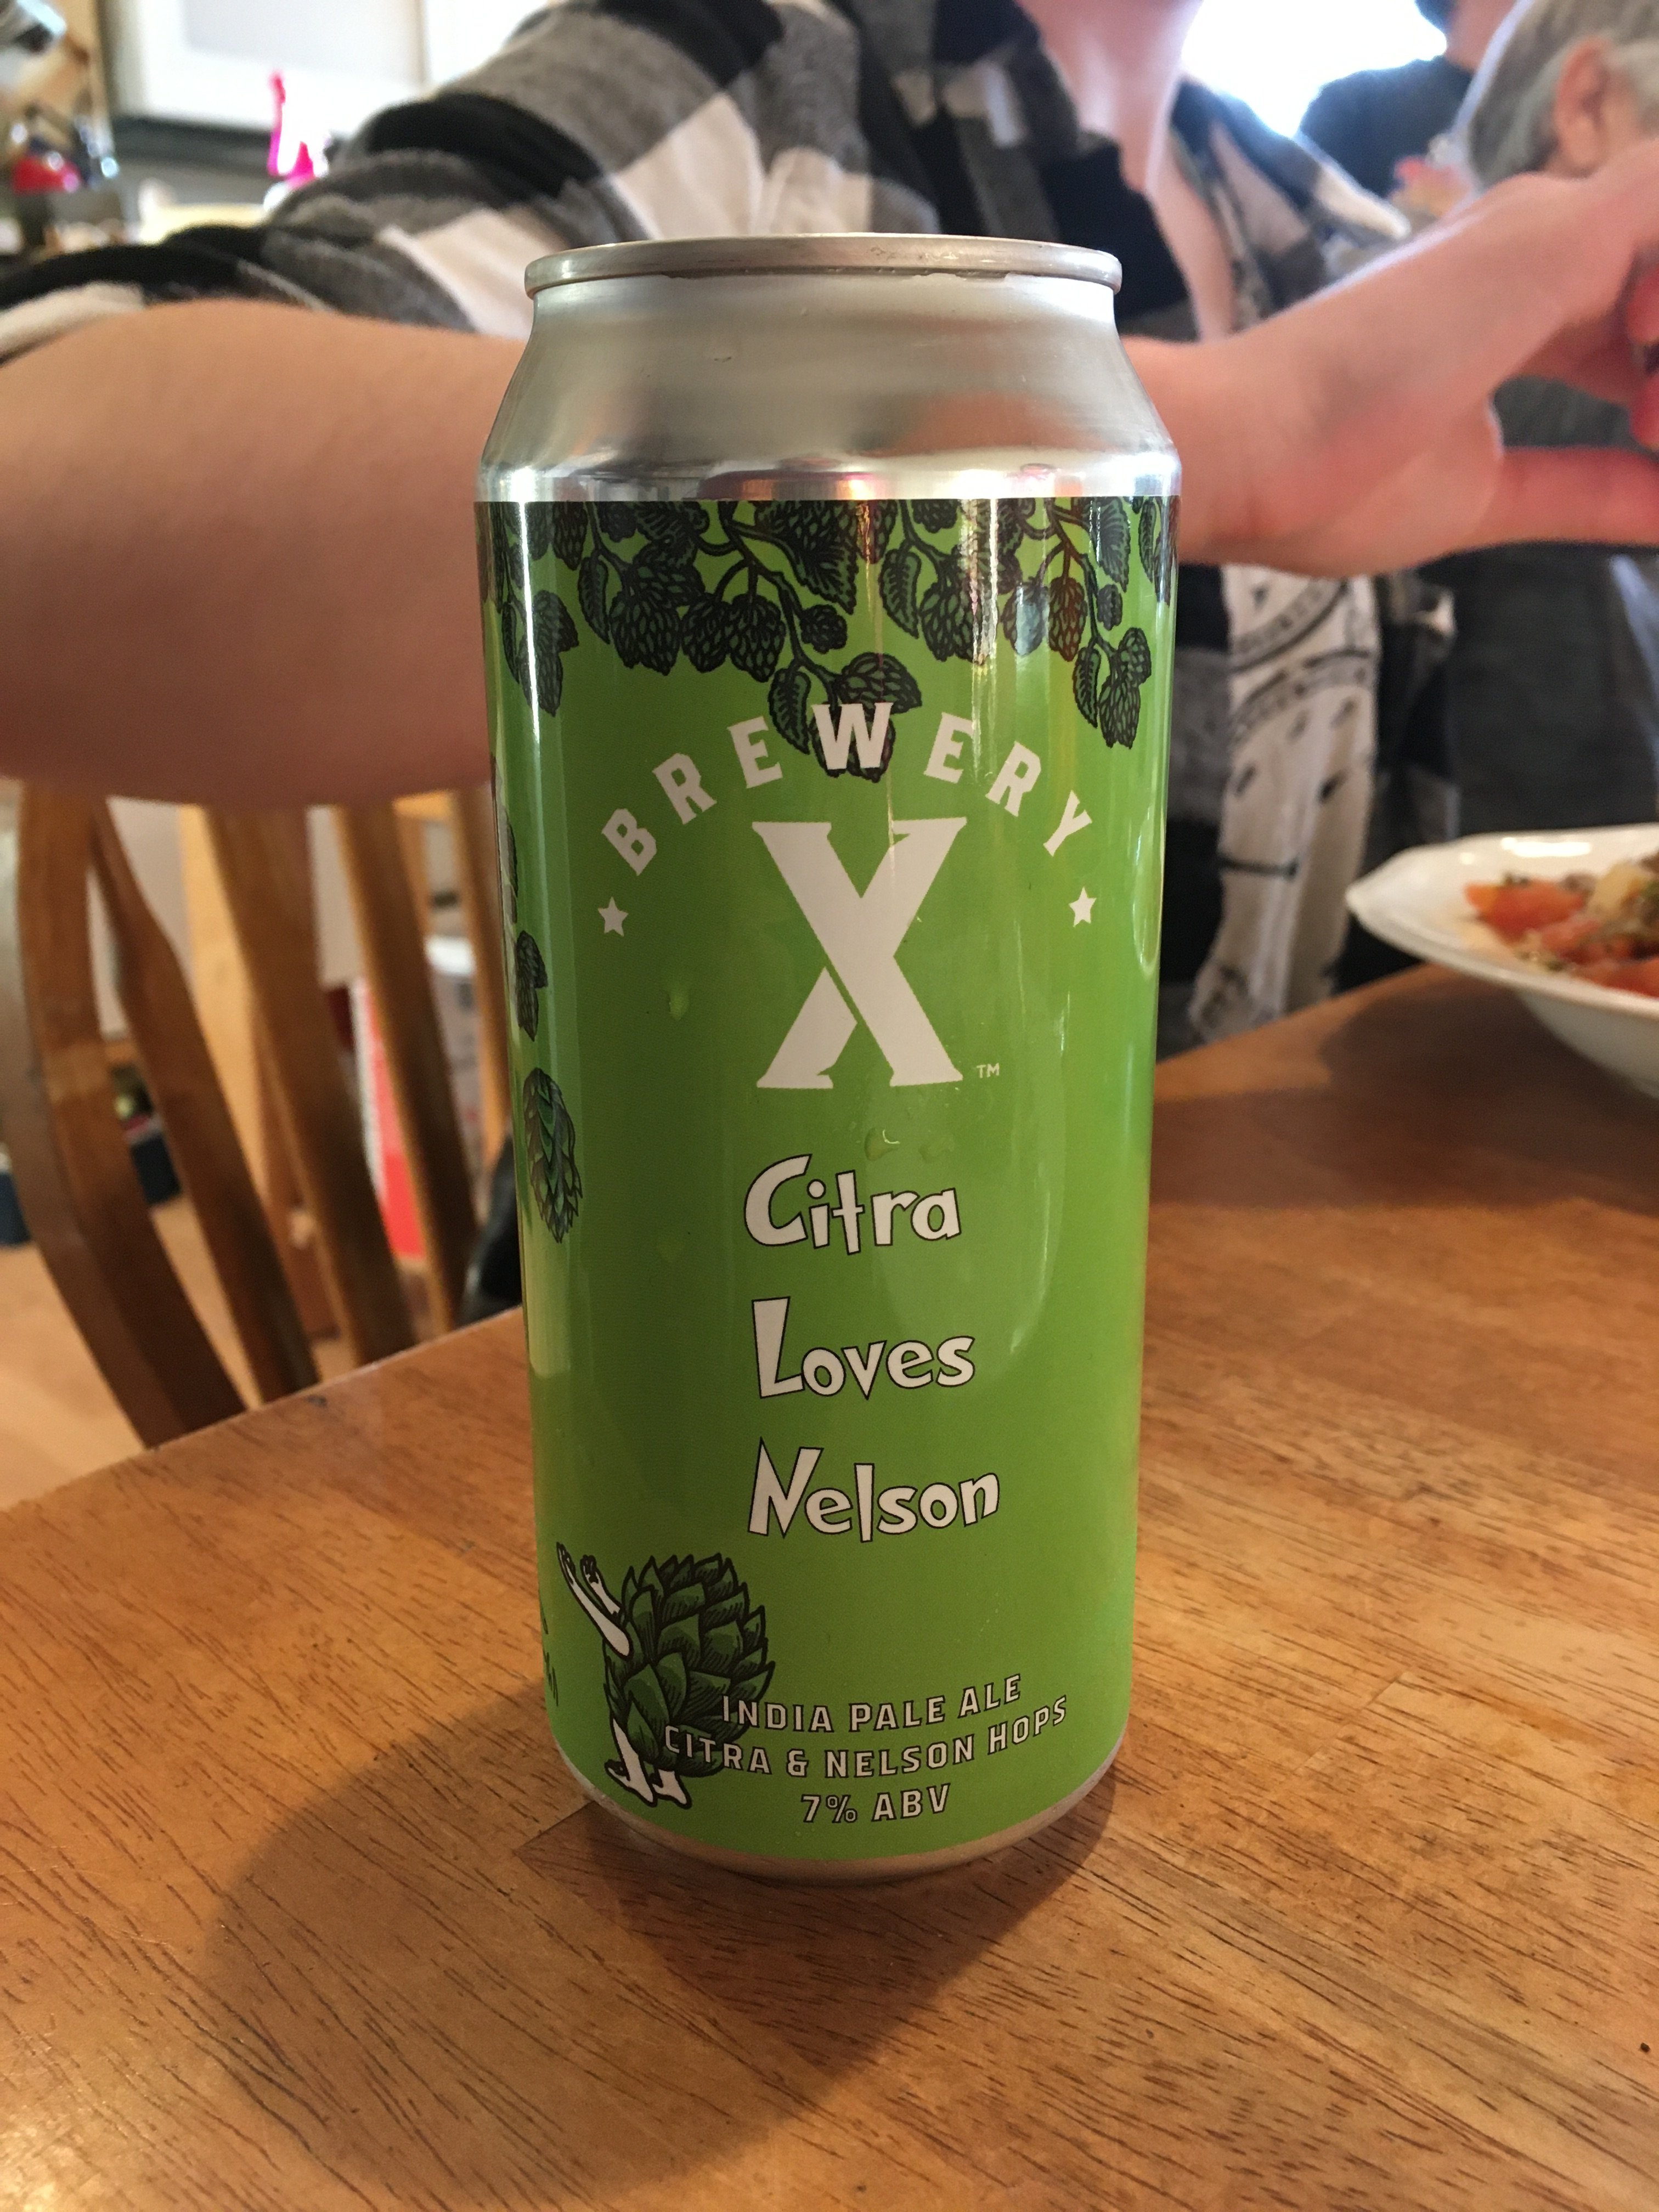 BREWERY
X ™
Citra
Loves
Nelson
INDIA PALE ALE
CITRA & NELSON HOPS
7% ABV